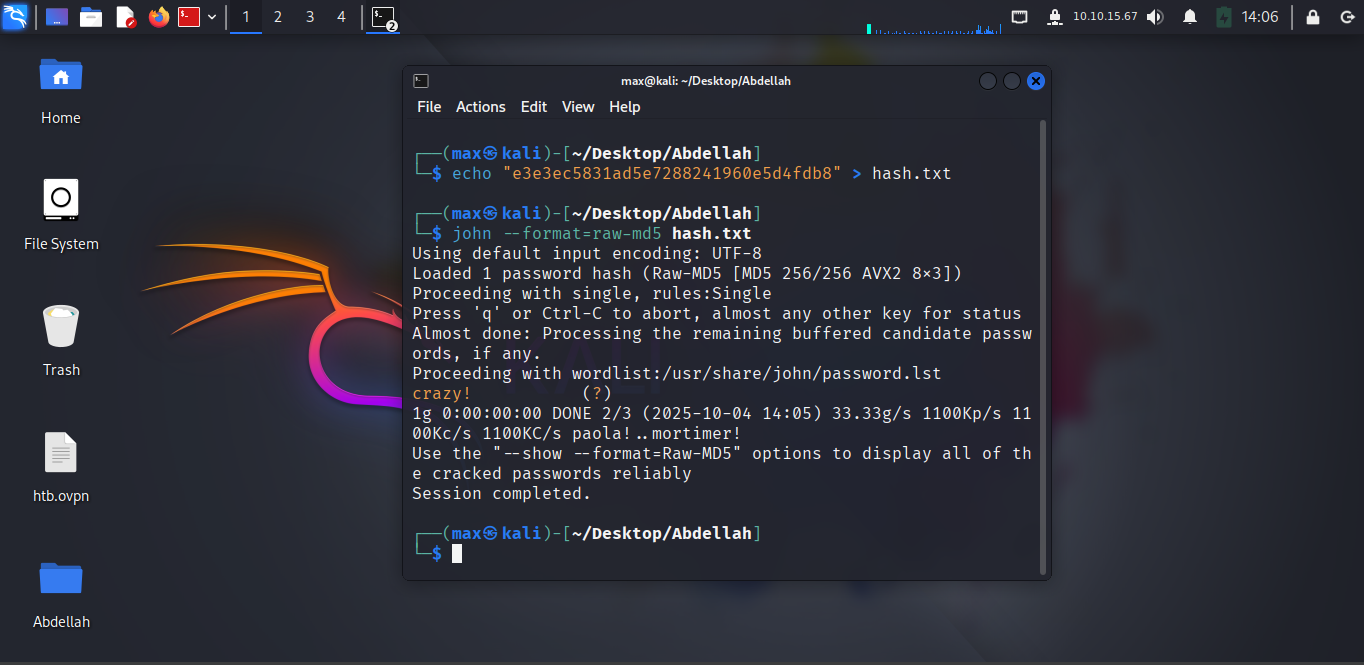 1
2
3
4
2
10.10.15.67
14:06
Home
File System
Trash
htb.ovpn
Abdellah
max@kali: ~/Desktop/Abdellah
File Actions Edit View Help
┌──(max㉿kali)-[~/Desktop/Abdellah]
└─$ echo "e3e3ec5831ad5e7288241960e5d4fdb8" > hash.txt
┌──(max㉿kali)-[~/Desktop/Abdellah]
└─$ john --format=raw-md5 hash.txt
Using default input encoding: UTF-8
Loaded 1 password hash (Raw-MD5 [MD5 256/256 AVX2 8×3])
Proceeding with single, rules:Single
Press 'q' or Ctrl-C to abort, almost any other key for status
Almost done: Processing the remaining buffered candidate passw
ords, if any.
Proceeding with wordlist:/usr/share/john/password.lst
crazy! (?)
1g 0:00:00:00 DONE 2/3 (2025-10-04 14:05) 33.33g/s 1100Kp/s 11
00Kc/s 1100KC/s paola!..mortimer!
Use the "--show --format=Raw-MD5" options to display all of th
e cracked passwords reliably
Session completed.
┌──(max㉿kali)-[~/Desktop/Abdellah]
└─$